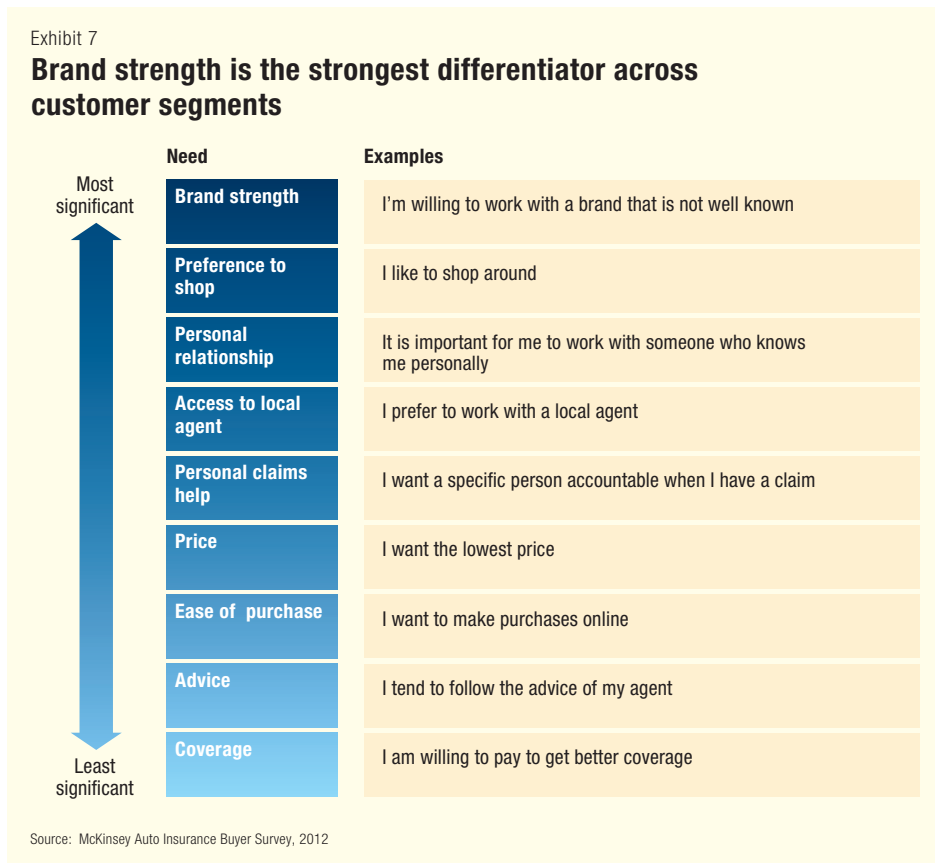 Exhibit 7
Brand strength is the strongest differentiator across
customer segments
Need
Examples
Most
significant
Brand strength
I’m willing to work with a brand that is not well known
Preference to
shop
I like to shop around
Personal
relationship
It is important for me to work with someone who knows
me personally
Access to local
agent
I prefer to work with a local agent
Personal claims
help
I want a specific person accountable when I have a claim
Price
I want the lowest price
Ease of  purchase
I want to make purchases online
Advice
I tend to follow the advice of my agent
Coverage
I am willing to pay to get better coverage
Least
significant
Source:  McKinsey Auto Insurance Buyer Survey, 2012